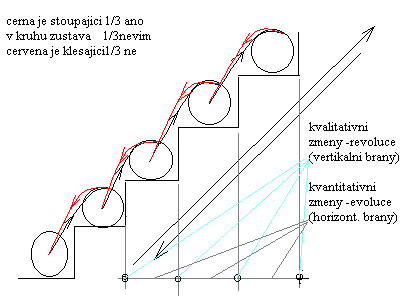 cerna je stoupajici 1/3 ano
v kruhu zustava 1/3nevim
cervena je klesajici1/3 ne
kvalitativni
zmeny -revoluce
(vertikalni brany)
kvantitativni
zmeny -evoluce
(horizont. brany)